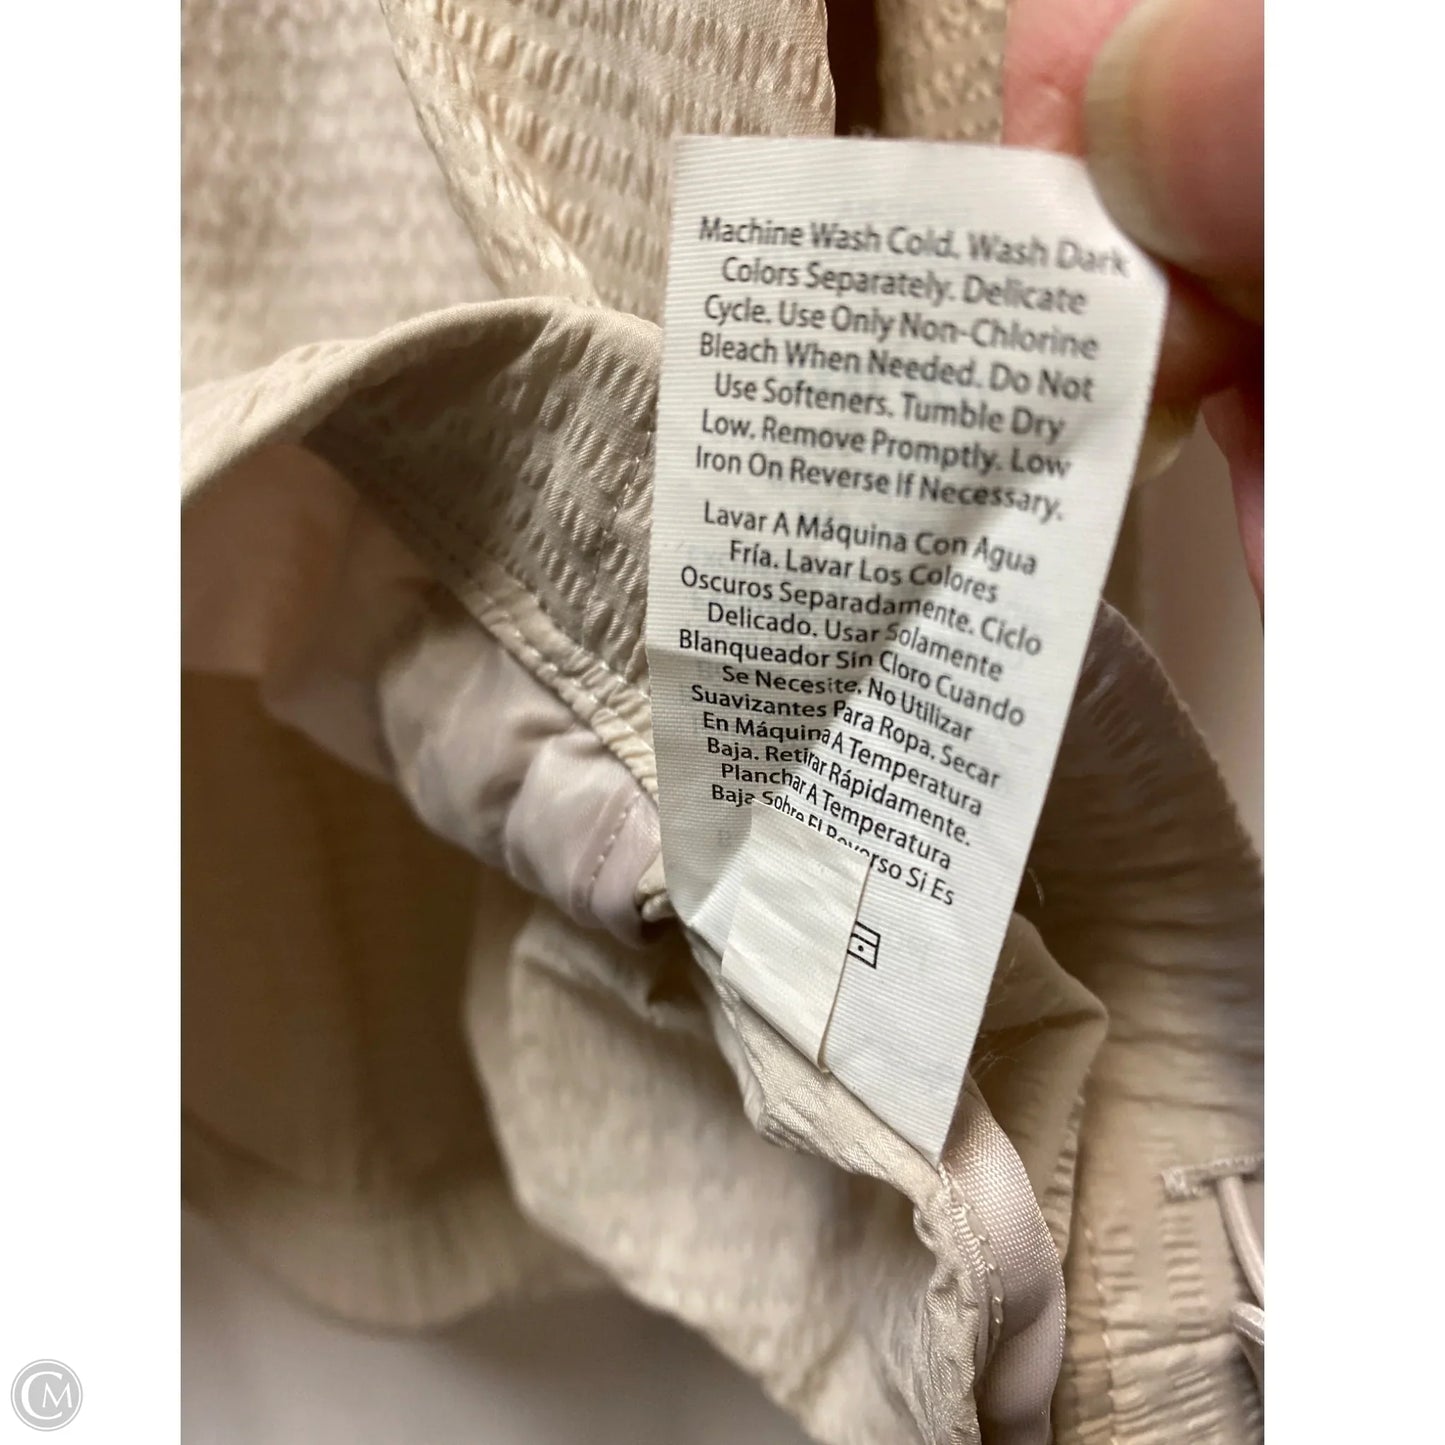 Machine Wash Cold. Wash Dark
Colors Separately. Delicate
Cycle. Use Only Non-Chlorine
Bleach When Needed. Do Not
Use Softeners. Tumble Dry
Low. Remove Promptly. Low
Iron On Reverse If Necessary.
Lavar A Máquina Con Agua
Fría. Lavar Los Colores
Oscuros Separadamente. Ciclo
Delicado. Usar Solamente
Blanqueador Sin Cloro Cuando
Se Necesite. No Utilizar
Suavizantes Para Ropa. Secar
En Máquina A Temperatura
Baja. Retirar Rápidamente.
Planchar A Temperatura
Baja Sobre El Reverso Si Es
CM